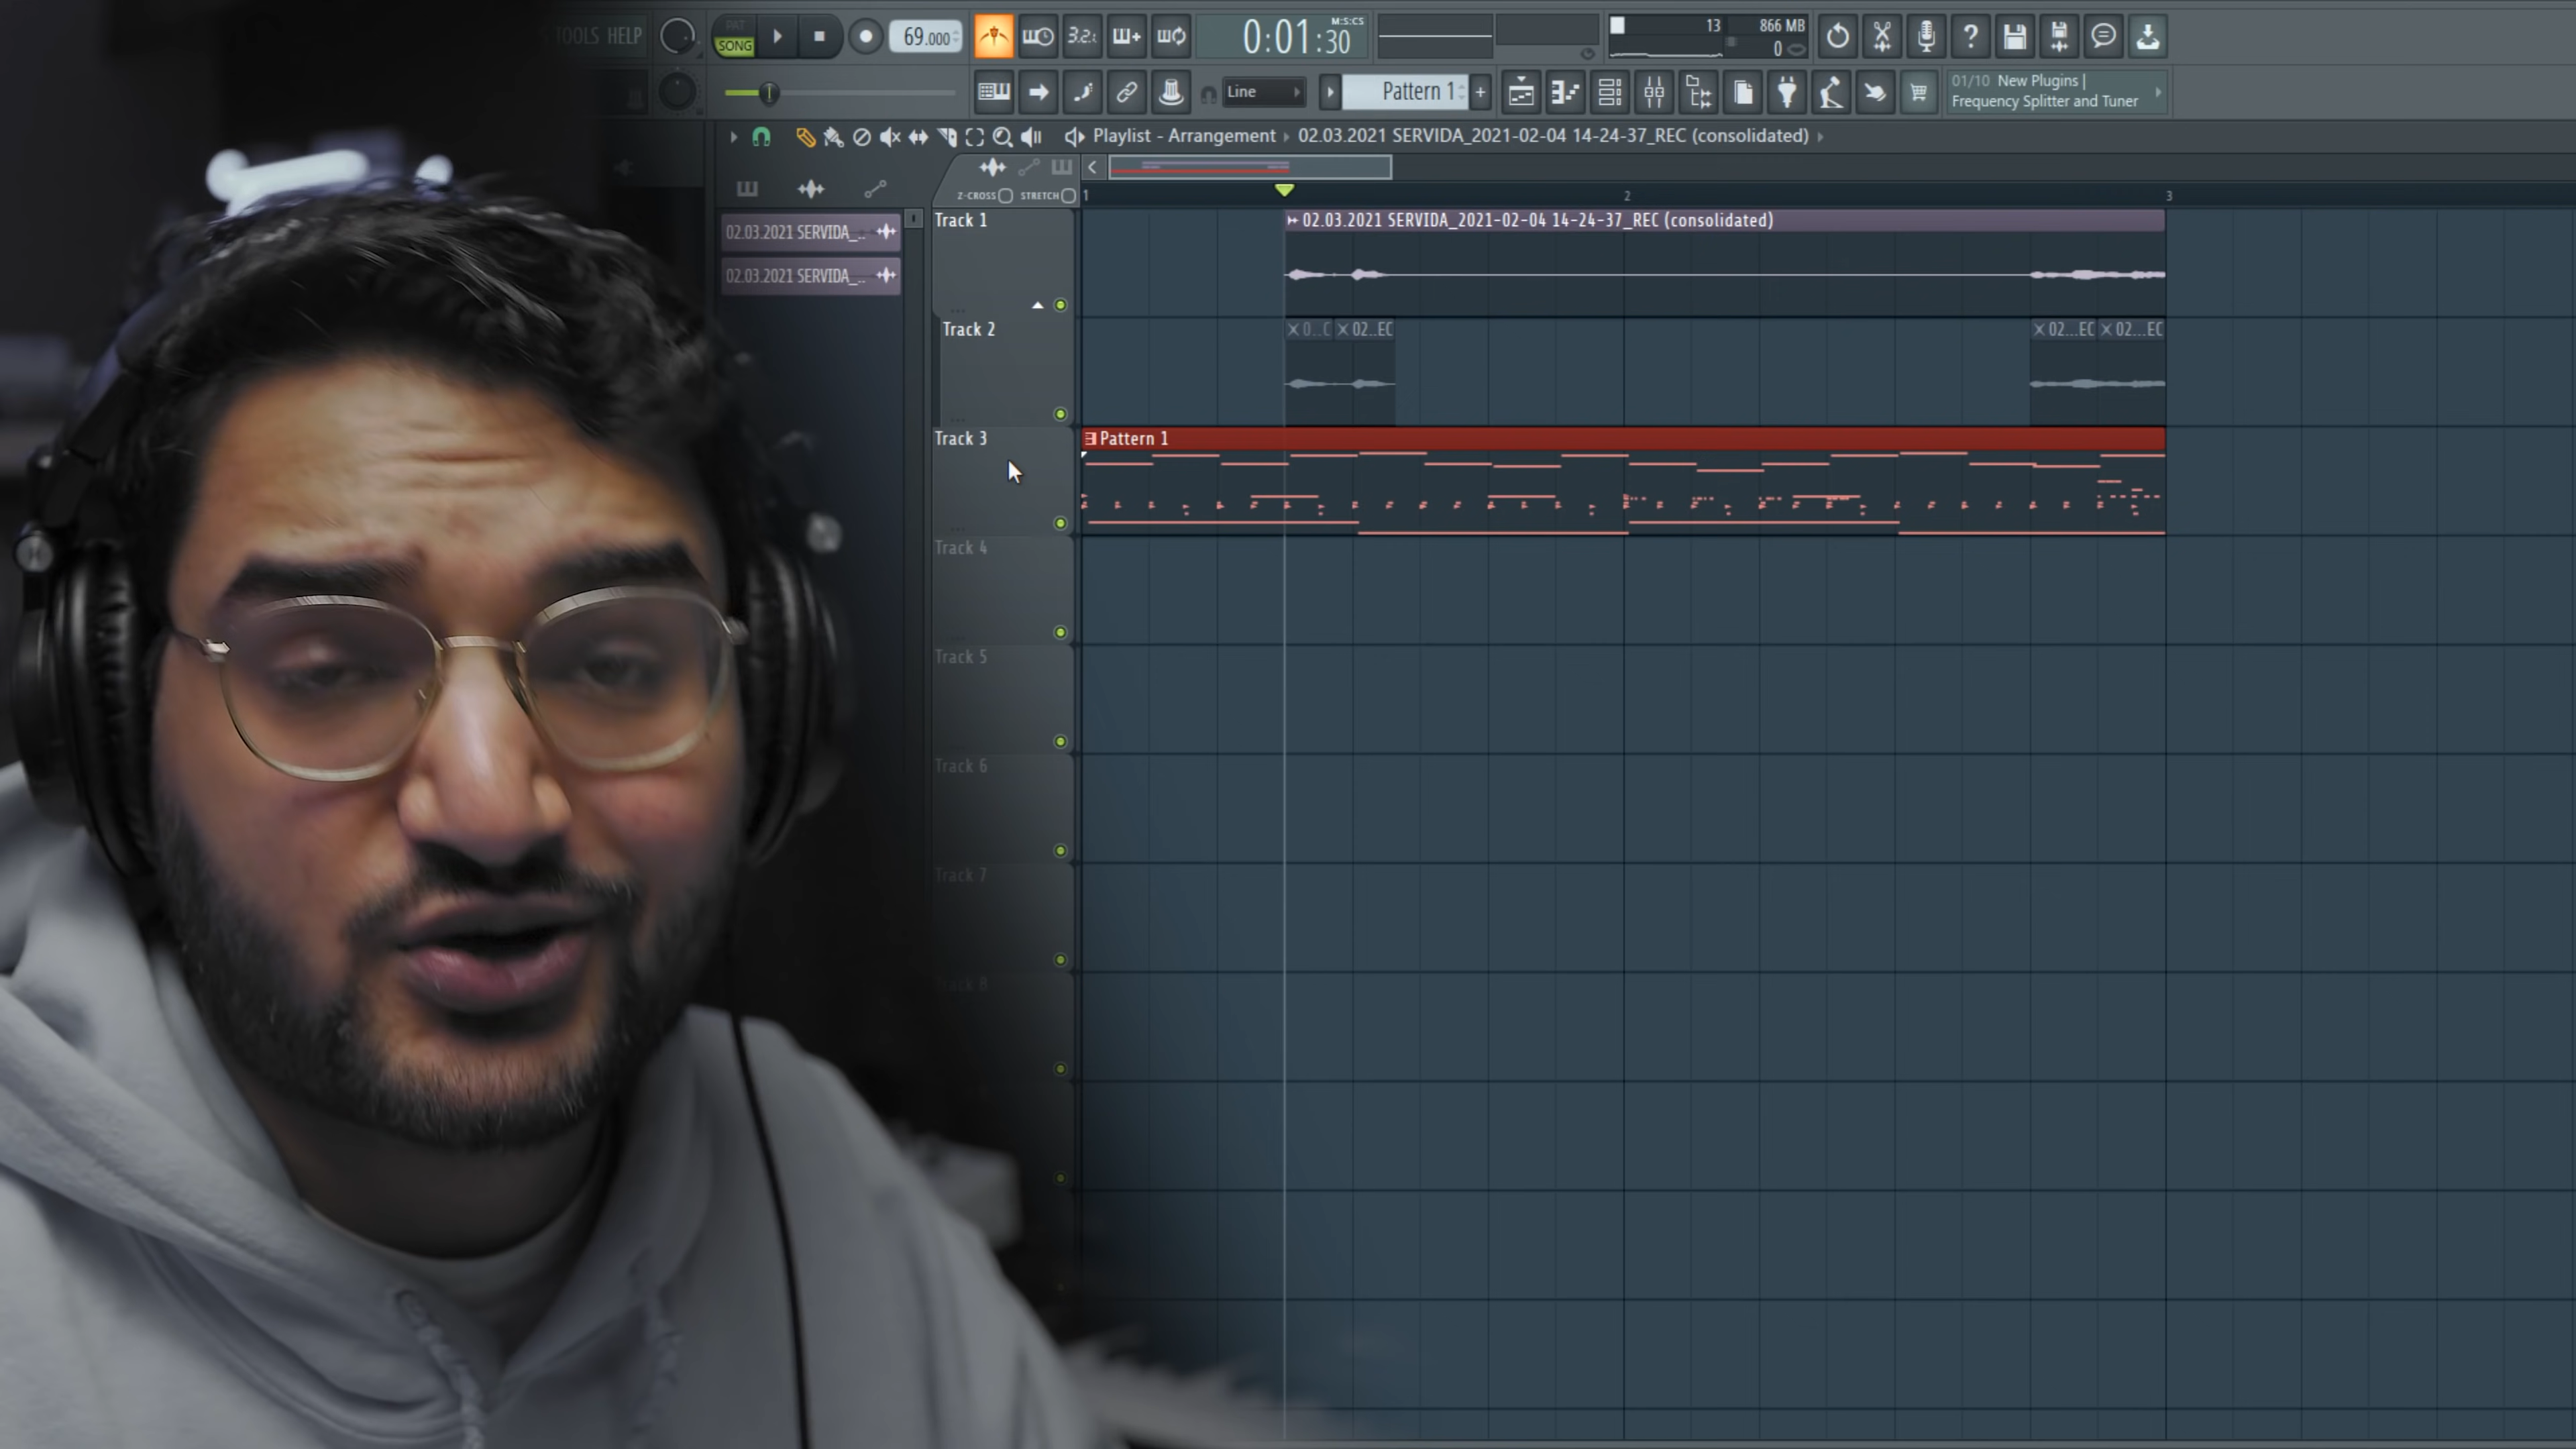 TOOLS HELP
PAT
SONG
69.000
3.2.
M:S:CS
0:01:30
13
866 MB
0
?
Line
Pattern 1
+
01/10 New Plugins |
Frequency Splitter and Tuner
Playlist - Arrangement
02.03.2021 SERVIDA_2021-02-04 14-24-37_REC (consolidated)
Z-CROSS
STRETCH
1
2
3
02.03.2021 SERVIDA_..
02.03.2021 SERVIDA_..
Track 1
02.03.2021 SERVIDA_2021-02-04 14-24-37_REC (consolidated)
Track 2
0..C
02..EC
02...EC
02...EC
Track 3
Pattern 1
Track 4
Track 5
Track 6
Track 7
Track 8